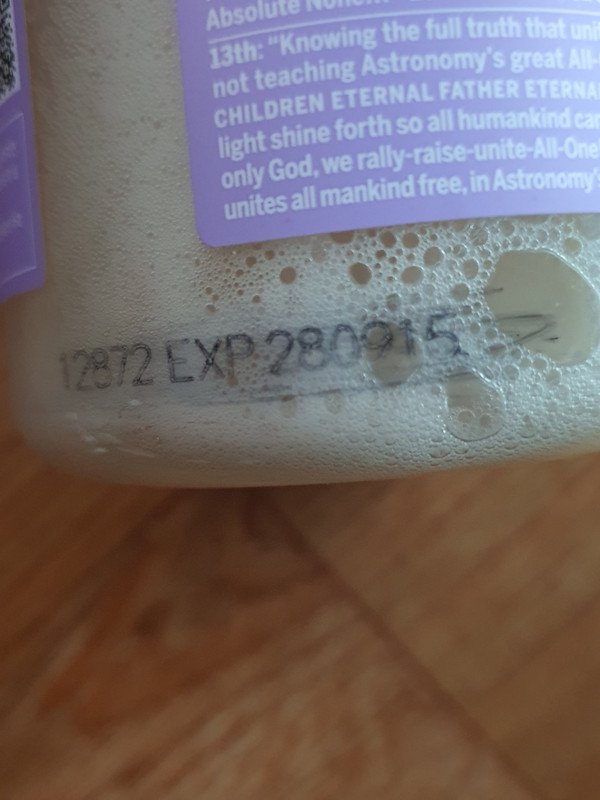 Absolute None
13th: "Knowing the full truth that
not teaching Astronomy's great
CHILDREN ETERNAL FATHER
light shine forth so all humankind
only God, we rally-raise-unite-All-One!
unites all mankind free, in Astronomy's
12872 EXP 280915